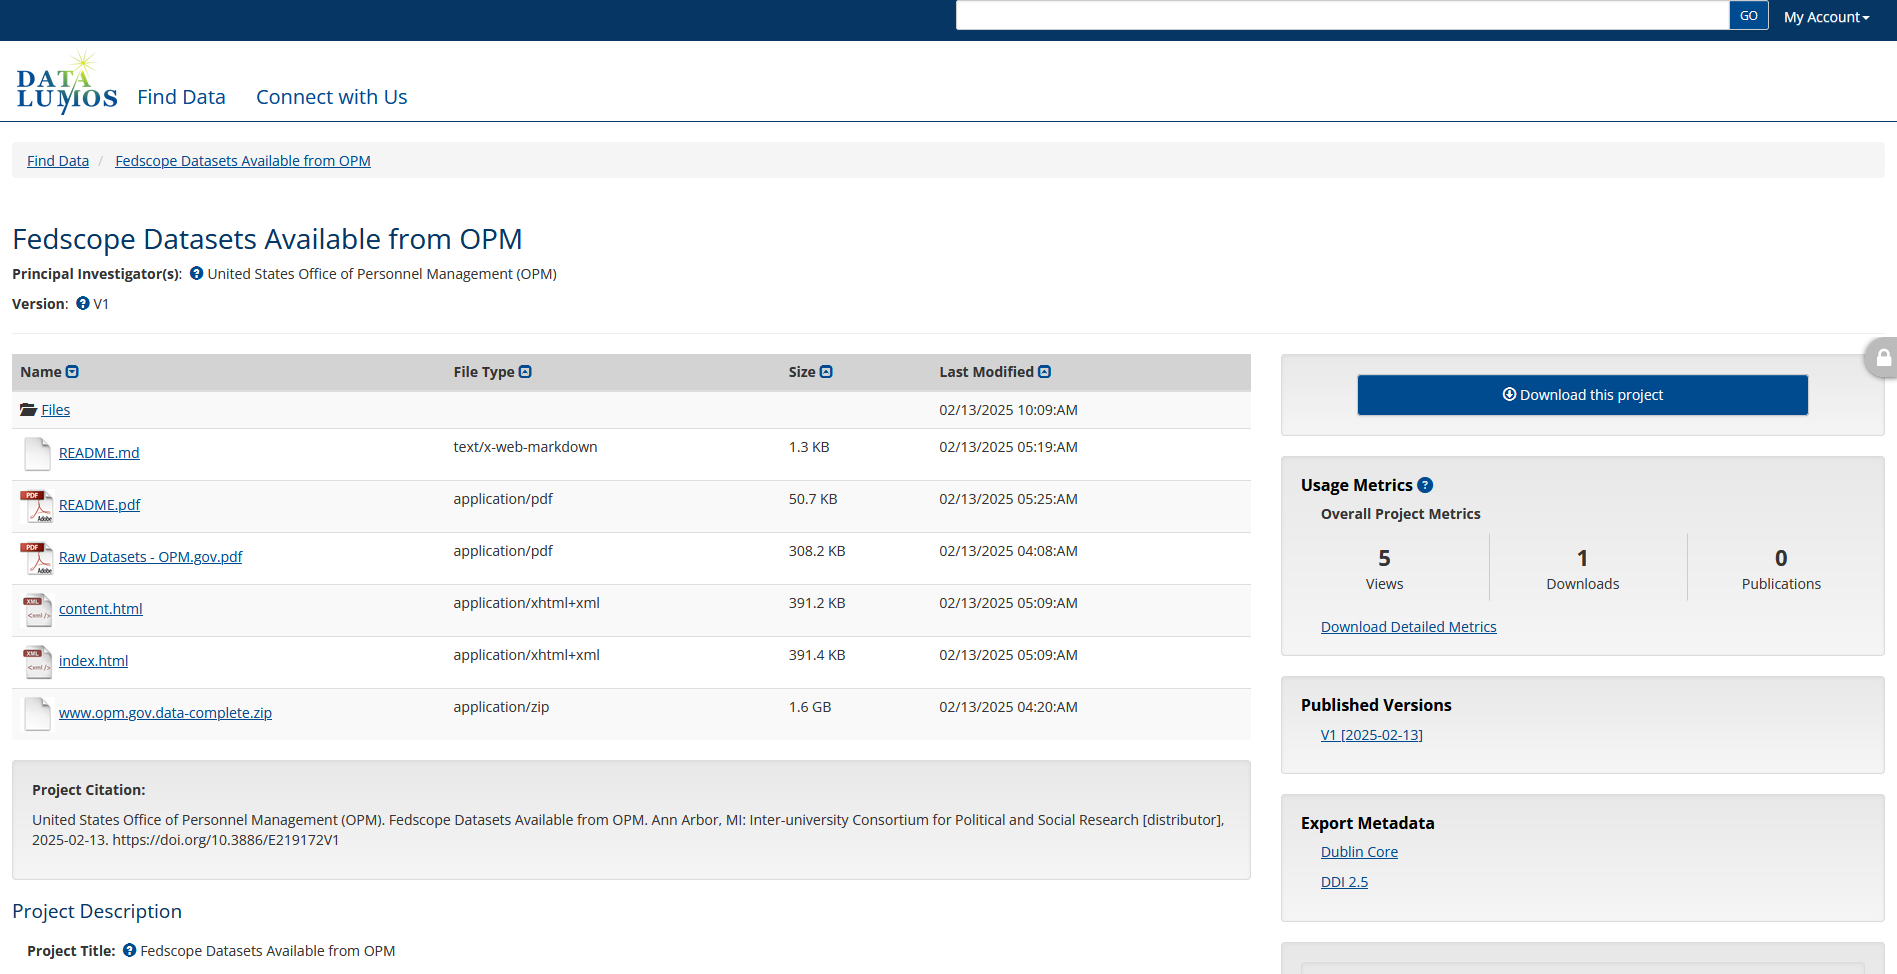 GO
My Account
DATA
LUMOS
Find Data
Connect with Us
Find Data / Fedscope Datasets Available from OPM
Fedscope Datasets Available from OPM
Principal Investigator(s): ? United States Office of Personnel Management (OPM)
Version: ? V1
Name File Type Size Last Modified
Files 02/13/2025 10:09:AM
README.md text/x-web-markdown 1.3 KB 02/13/2025 05:19:AM
PDF Adobe README.pdf application/pdf 50.7 KB 02/13/2025 05:25:AM
PDF Adobe Raw Datasets - OPM.gov.pdf application/pdf 308.2 KB 02/13/2025 04:08:AM
XML <xml/> content.html application/xhtml+xml 391.2 KB 02/13/2025 05:09:AM
XML <xml/> index.html application/xhtml+xml 391.4 KB 02/13/2025 05:09:AM
www.opm.gov.data-complete.zip application/zip 1.6 GB 02/13/2025 04:20:AM
Project Citation:
United States Office of Personnel Management (OPM). Fedscope Datasets Available from OPM. Ann Arbor, MI: Inter-university Consortium for Political and Social Research [distributor],
2025-02-13. https://doi.org/10.3886/E219172V1
Project Description
Project Title: ? Fedscope Datasets Available from OPM
Download this project
Usage Metrics ?
Overall Project Metrics
5 1 0
Views Downloads Publications
Download Detailed Metrics
Published Versions
V1 [2025-02-13]
Export Metadata
Dublin Core
DDI 2.5